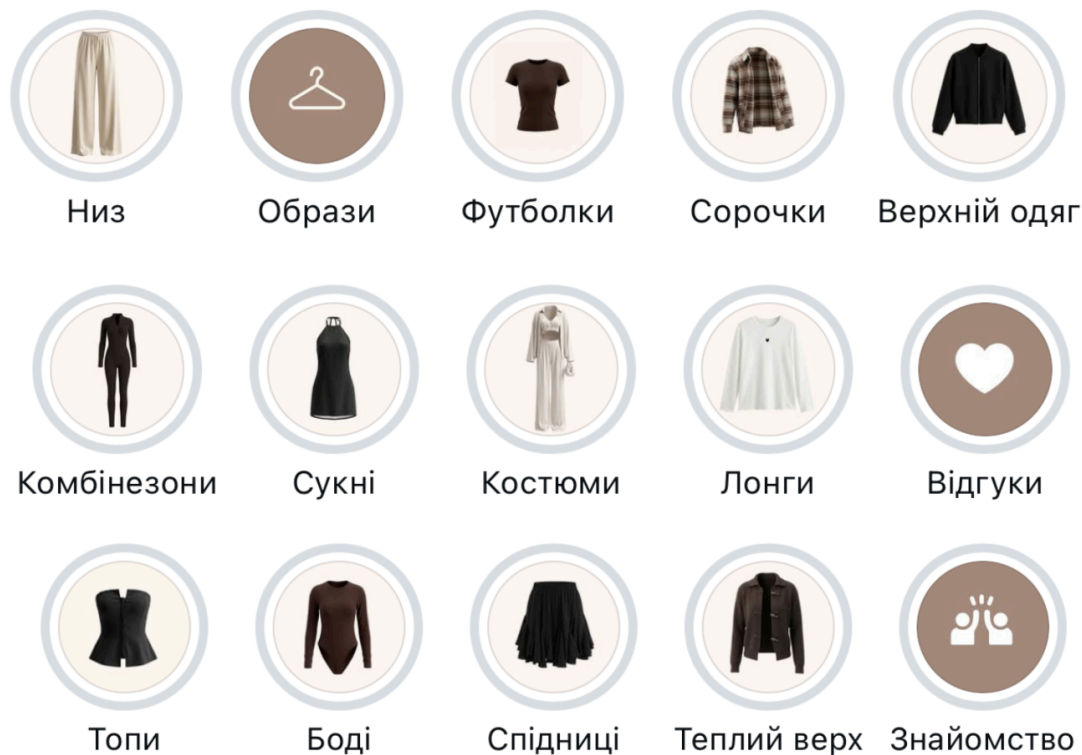 Низ
Образи
Футболки
Сорочки
Верхній одяг
Комбінезони
Сукні
Костюми
Лонги
Відгуки
Топи
Боді
Спідниці
Теплий верх
Знайомство